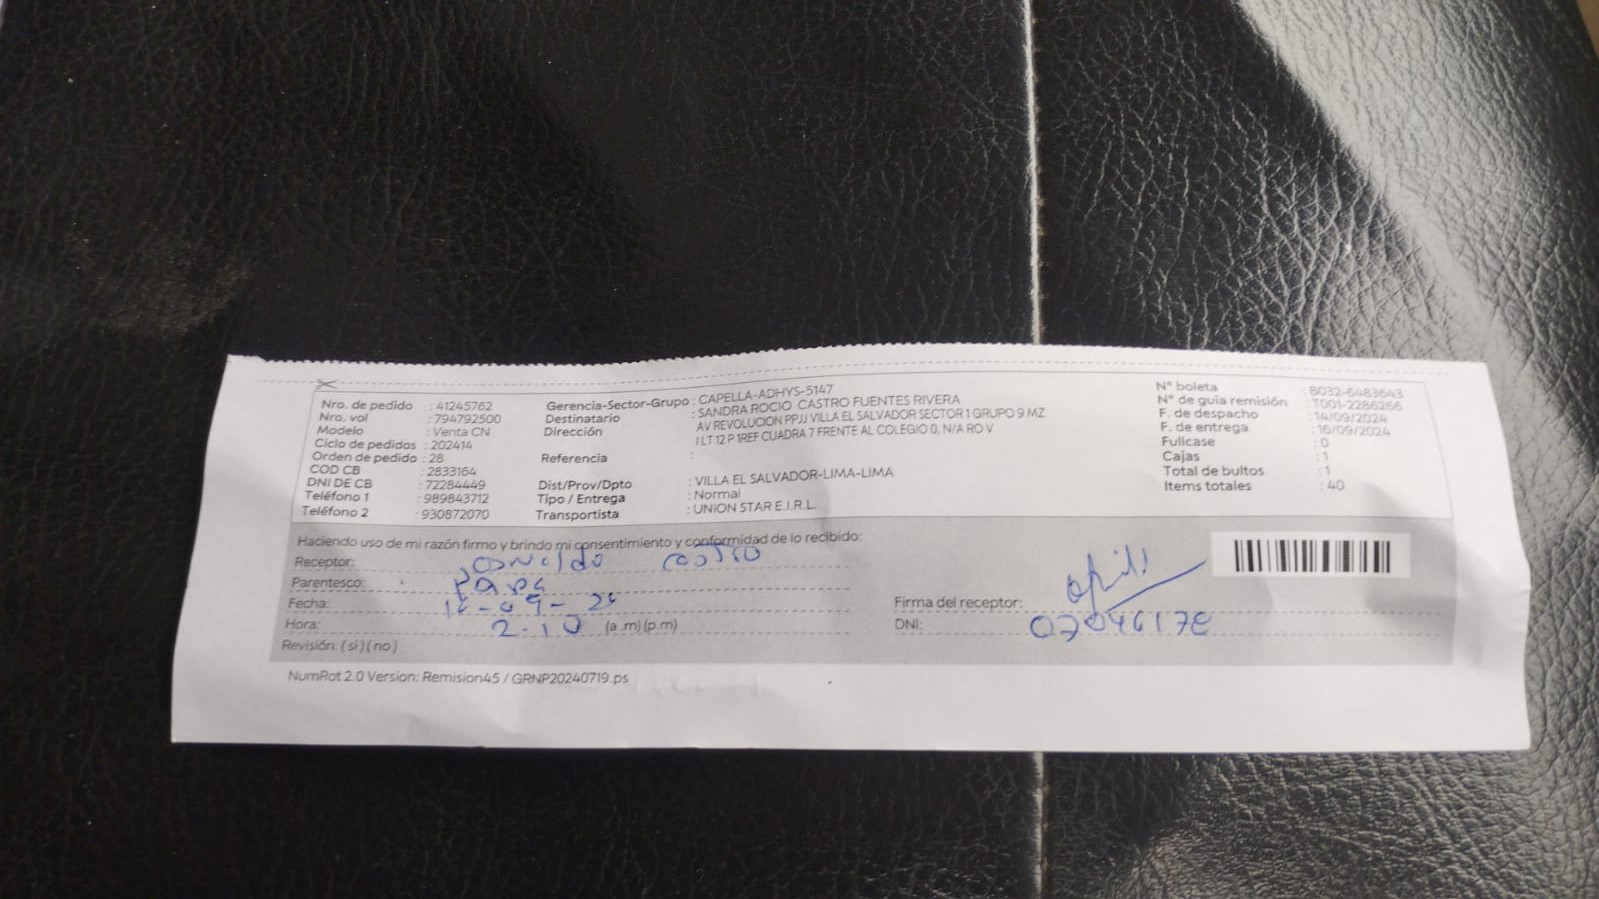 Nro. de pedido : 41245762
Nro. vol : 794792500
Modelo : Venta CN
Ciclo de pedidos : 202414
Orden de pedido : 28
COD CB : 2833164
DNI DE CB : 72284449
Teléfono 1 : 989843712
Teléfono 2 : 930872070
Gerencia-Sector-Grupo : CAPELLA-ADHYS-5147
Destinatario : SANDRA ROCIO CASTRO FUENTES RIVERA
Dirección : AV REVOLUCION PPJJ VILLA EL SALVADOR SECTOR 1 GRUPO 9 MZ
I LT 12 P 1REF CUADRA 7 FRENTE AL COLEGIO 0, N/A RO V
Referencia :
Dist/Prov/Dpto : VILLA EL SALVADOR-LIMA-LIMA
Tipo / Entrega : Normal
Transportista : UNION STAR E.I.R.L.
N° boleta : B032-6483643
N° de guía remisión : T001-2286266
F. de despacho : 14/09/2024
F. de entrega : 16/09/2024
Fullcase : 0
Cajas : 1
Total de bultos : 1
Items totales : 40
Haciendo uso de mi razón firmo y brindo mi consentimiento y conformidad de lo recibido:
Receptor: castro
Parentesco: Papa
Fecha:
Hora: 2.10 (a .m) (p.m)
Revisión: ( si ) ( no )
Firma del receptor:
DNI:
NumRot 2.0 Version: Remision45 / GRNP20240719.ps